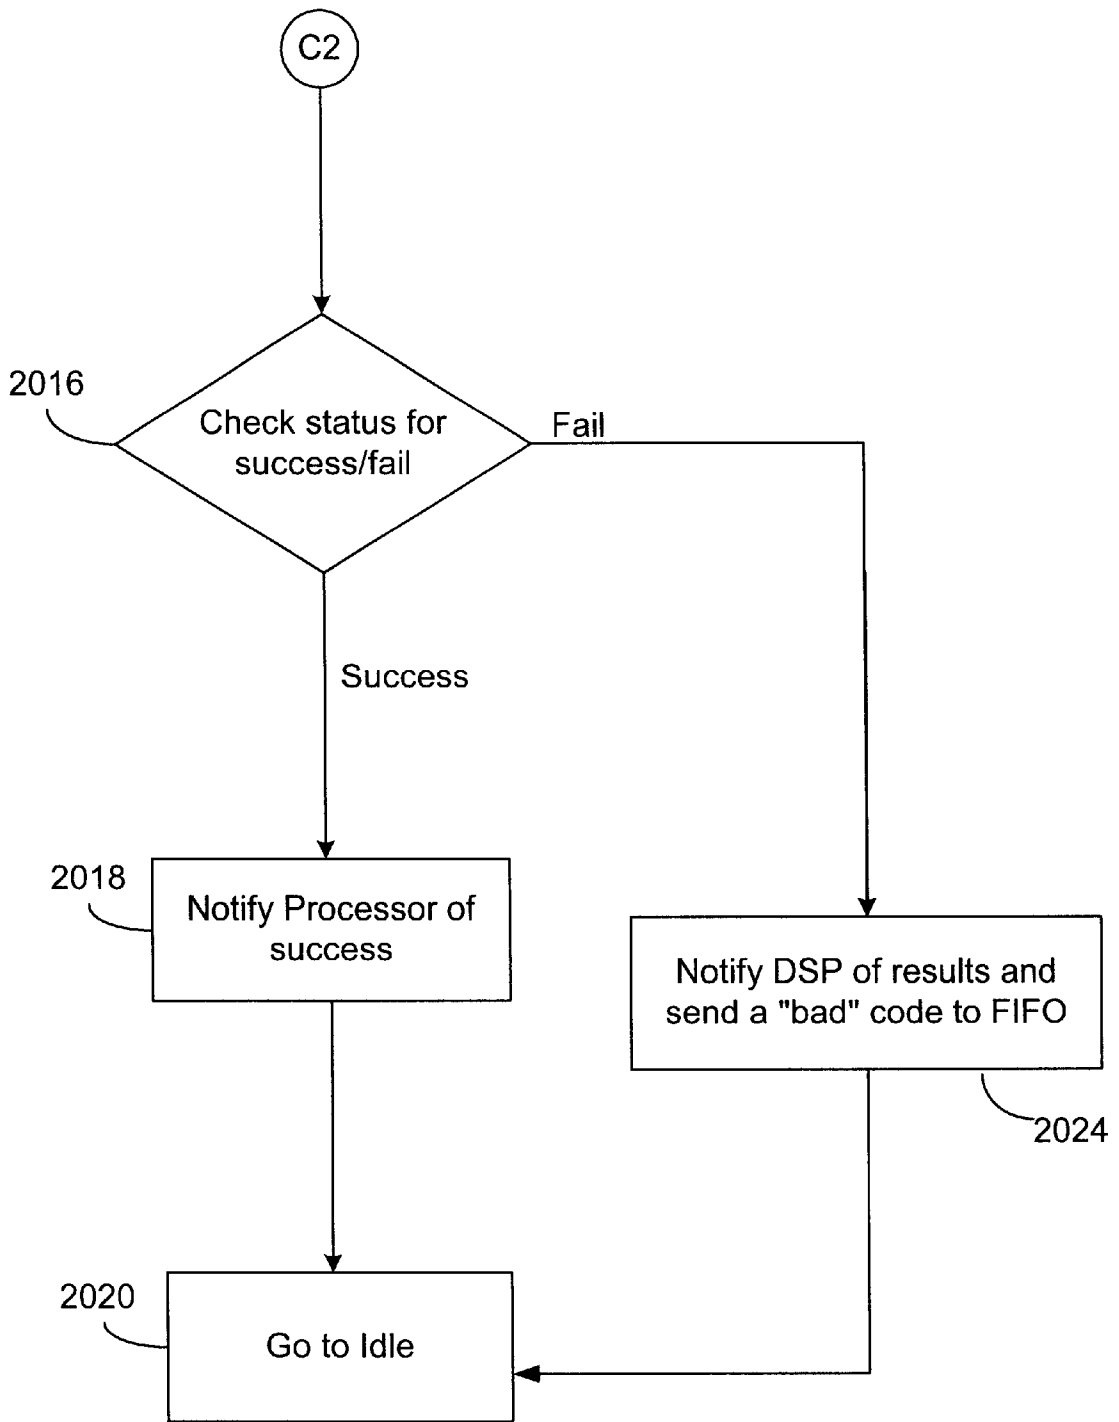 C2
2016
Check status for
success/fail
Fail
Success
2018
Notify Processor of
success
Notify DSP of results and
send a "bad" code to FIFO
2024
2020
Go to Idle